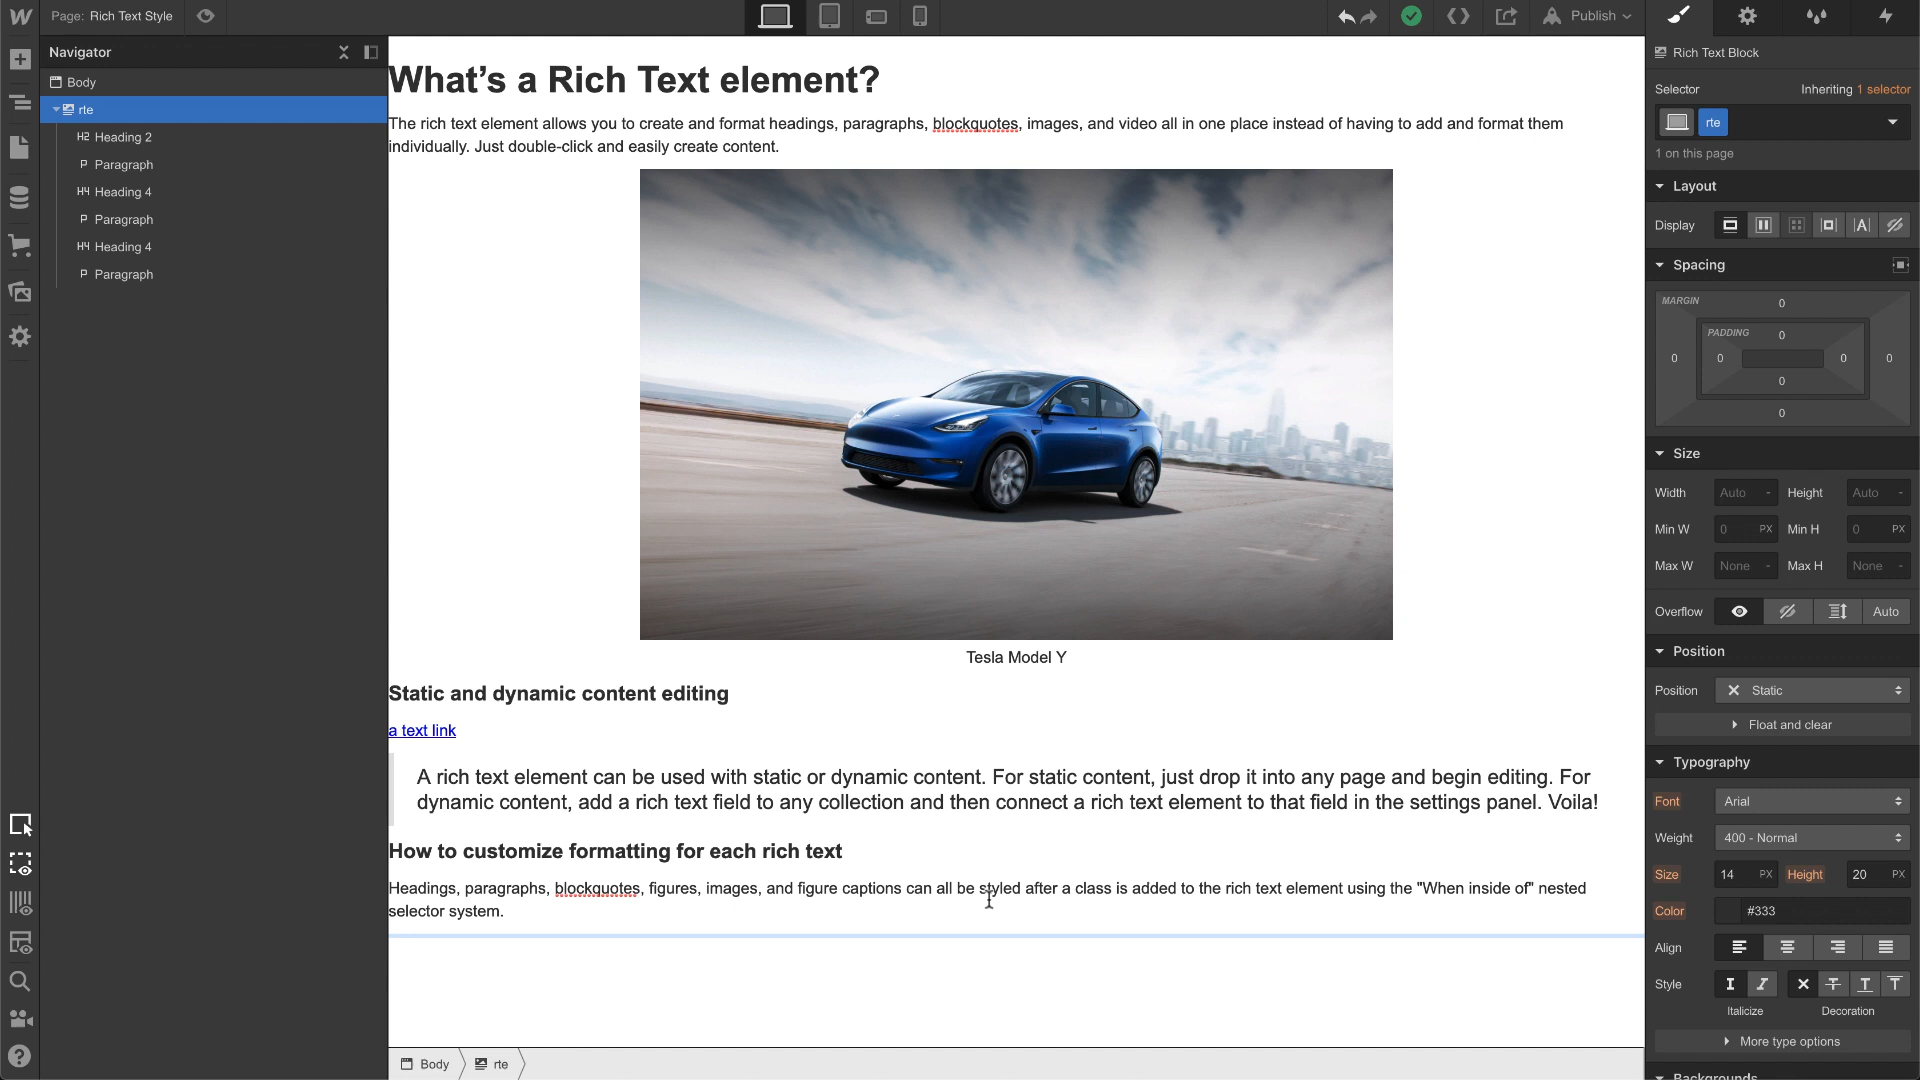 Page: Rich Text Style
Publish
Navigator
Body
rte
H2 Heading 2
P Paragraph
H4 Heading 4
P Paragraph
H4 Heading 4
P Paragraph
What’s a Rich Text element?
The rich text element allows you to create and format headings, paragraphs, blockquotes, images, and video all in one place instead of having to add and format them
individually. Just double-click and easily create content.
Tesla Model Y
Static and dynamic content editing
a text link
A rich text element can be used with static or dynamic content. For static content, just drop it into any page and begin editing. For
dynamic content, add a rich text field to any collection and then connect a rich text element to that field in the settings panel. Voila!
How to customize formatting for each rich text
Headings, paragraphs, blockquotes, figures, images, and figure captions can all be styled after a class is added to the rich text element using the "When inside of" nested
selector system.
Body
rte
Rich Text Block
Selector Inheriting 1 selector
rte
1 on this page
Layout
Display
Spacing
MARGIN
0
PADDING
0
0 0 0 0
0
0
Size
Width Auto - Height Auto -
Min W 0 PX Min H 0 PX
Max W None - Max H None -
Overflow Auto
Position
Position Static
Float and clear
Typography
Font Arial
Weight 400 - Normal
Size 14 PX Height 20 PX
Color #333
Align
Style
Italicize Decoration
More type options
Backgrounds